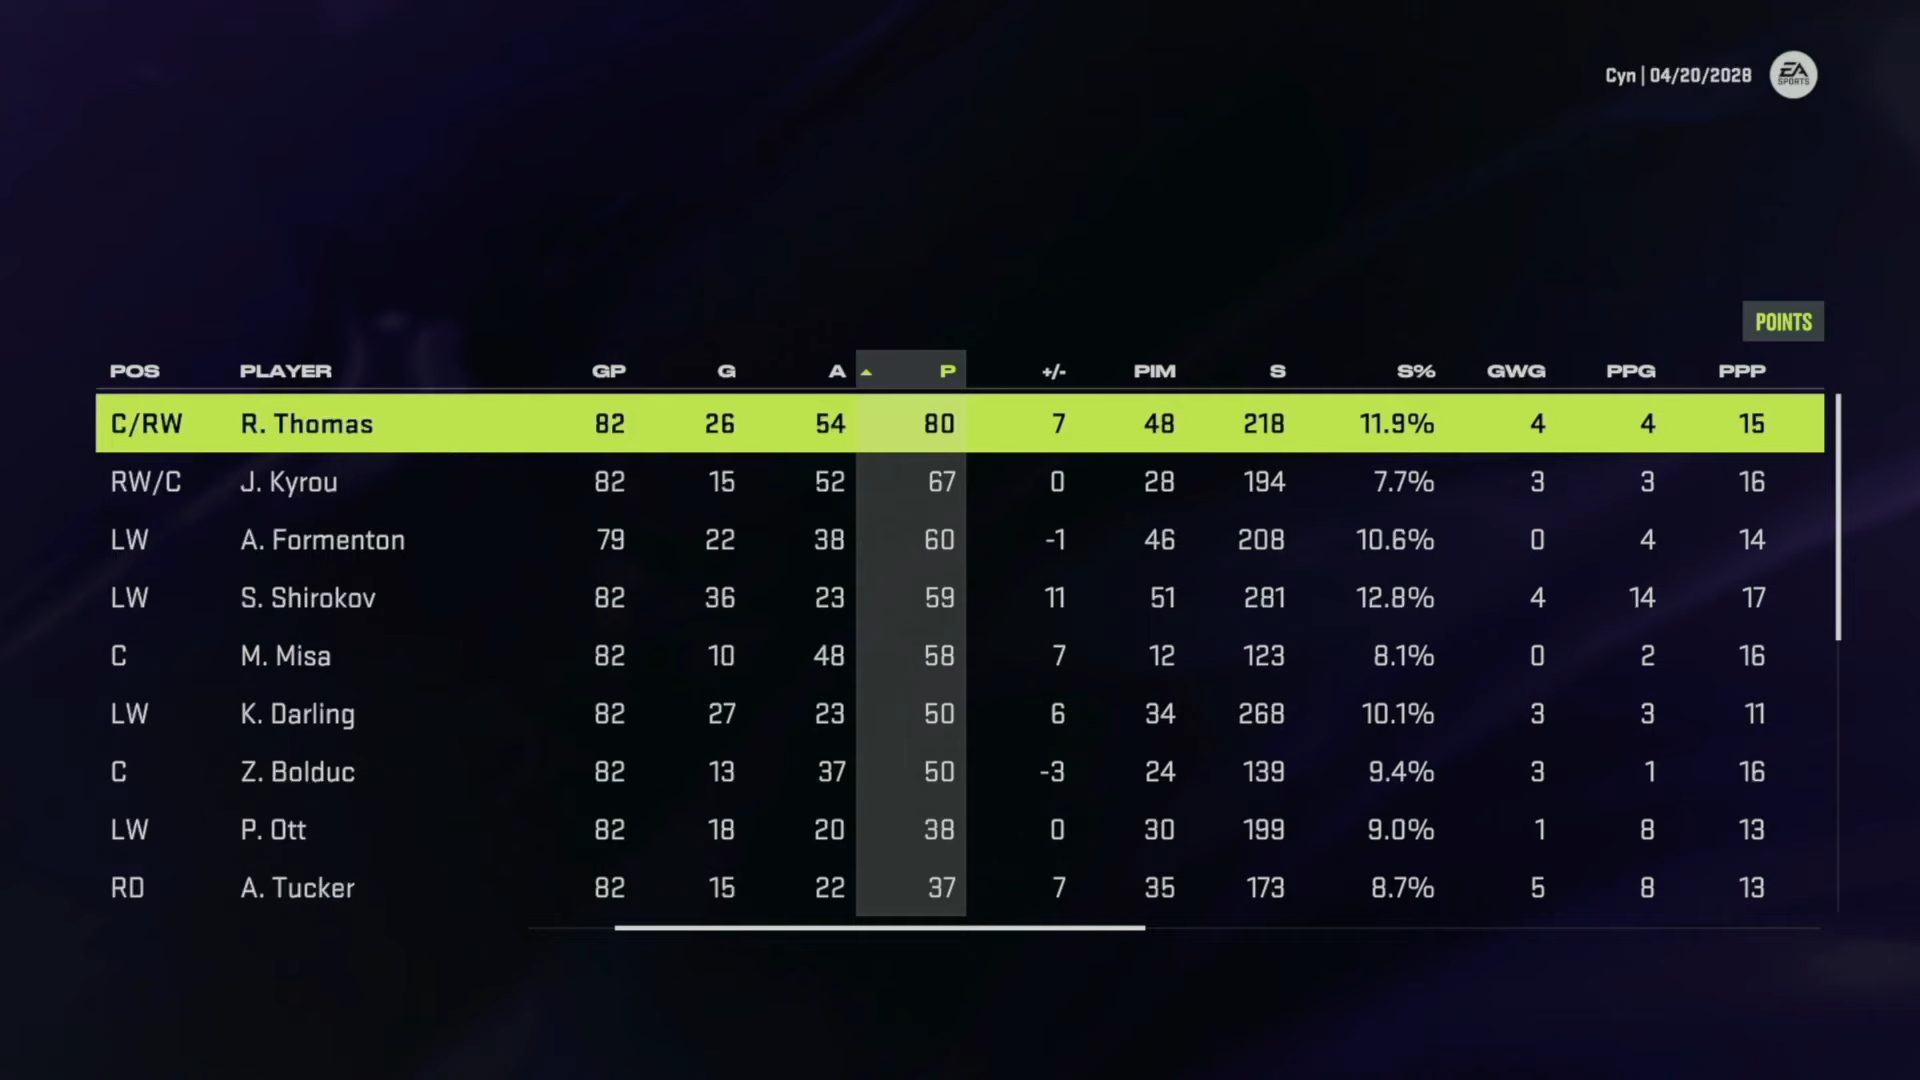 Cyn | 04/20/2028 EA SPORTS
POINTS
POS PLAYER GP G A P +/- PIM S S% GWG PPG PPP
C/RW R. Thomas 82 26 54 80 7 48 218 11.9% 4 4 15
RW/C J. Kyrou 82 15 52 67 0 28 194 7.7% 3 3 16
LW A. Formenton 79 22 38 60 -1 46 208 10.6% 0 4 14
LW S. Shirokov 82 36 23 59 11 51 281 12.8% 4 14 17
C M. Misa 82 10 48 58 7 12 123 8.1% 0 2 16
LW K. Darling 82 27 23 50 6 34 268 10.1% 3 3 11
C Z. Bolduc 82 13 37 50 -3 24 139 9.4% 3 1 16
LW P. Ott 82 18 20 38 0 30 199 9.0% 1 8 13
RD A. Tucker 82 15 22 37 7 35 173 8.7% 5 8 13